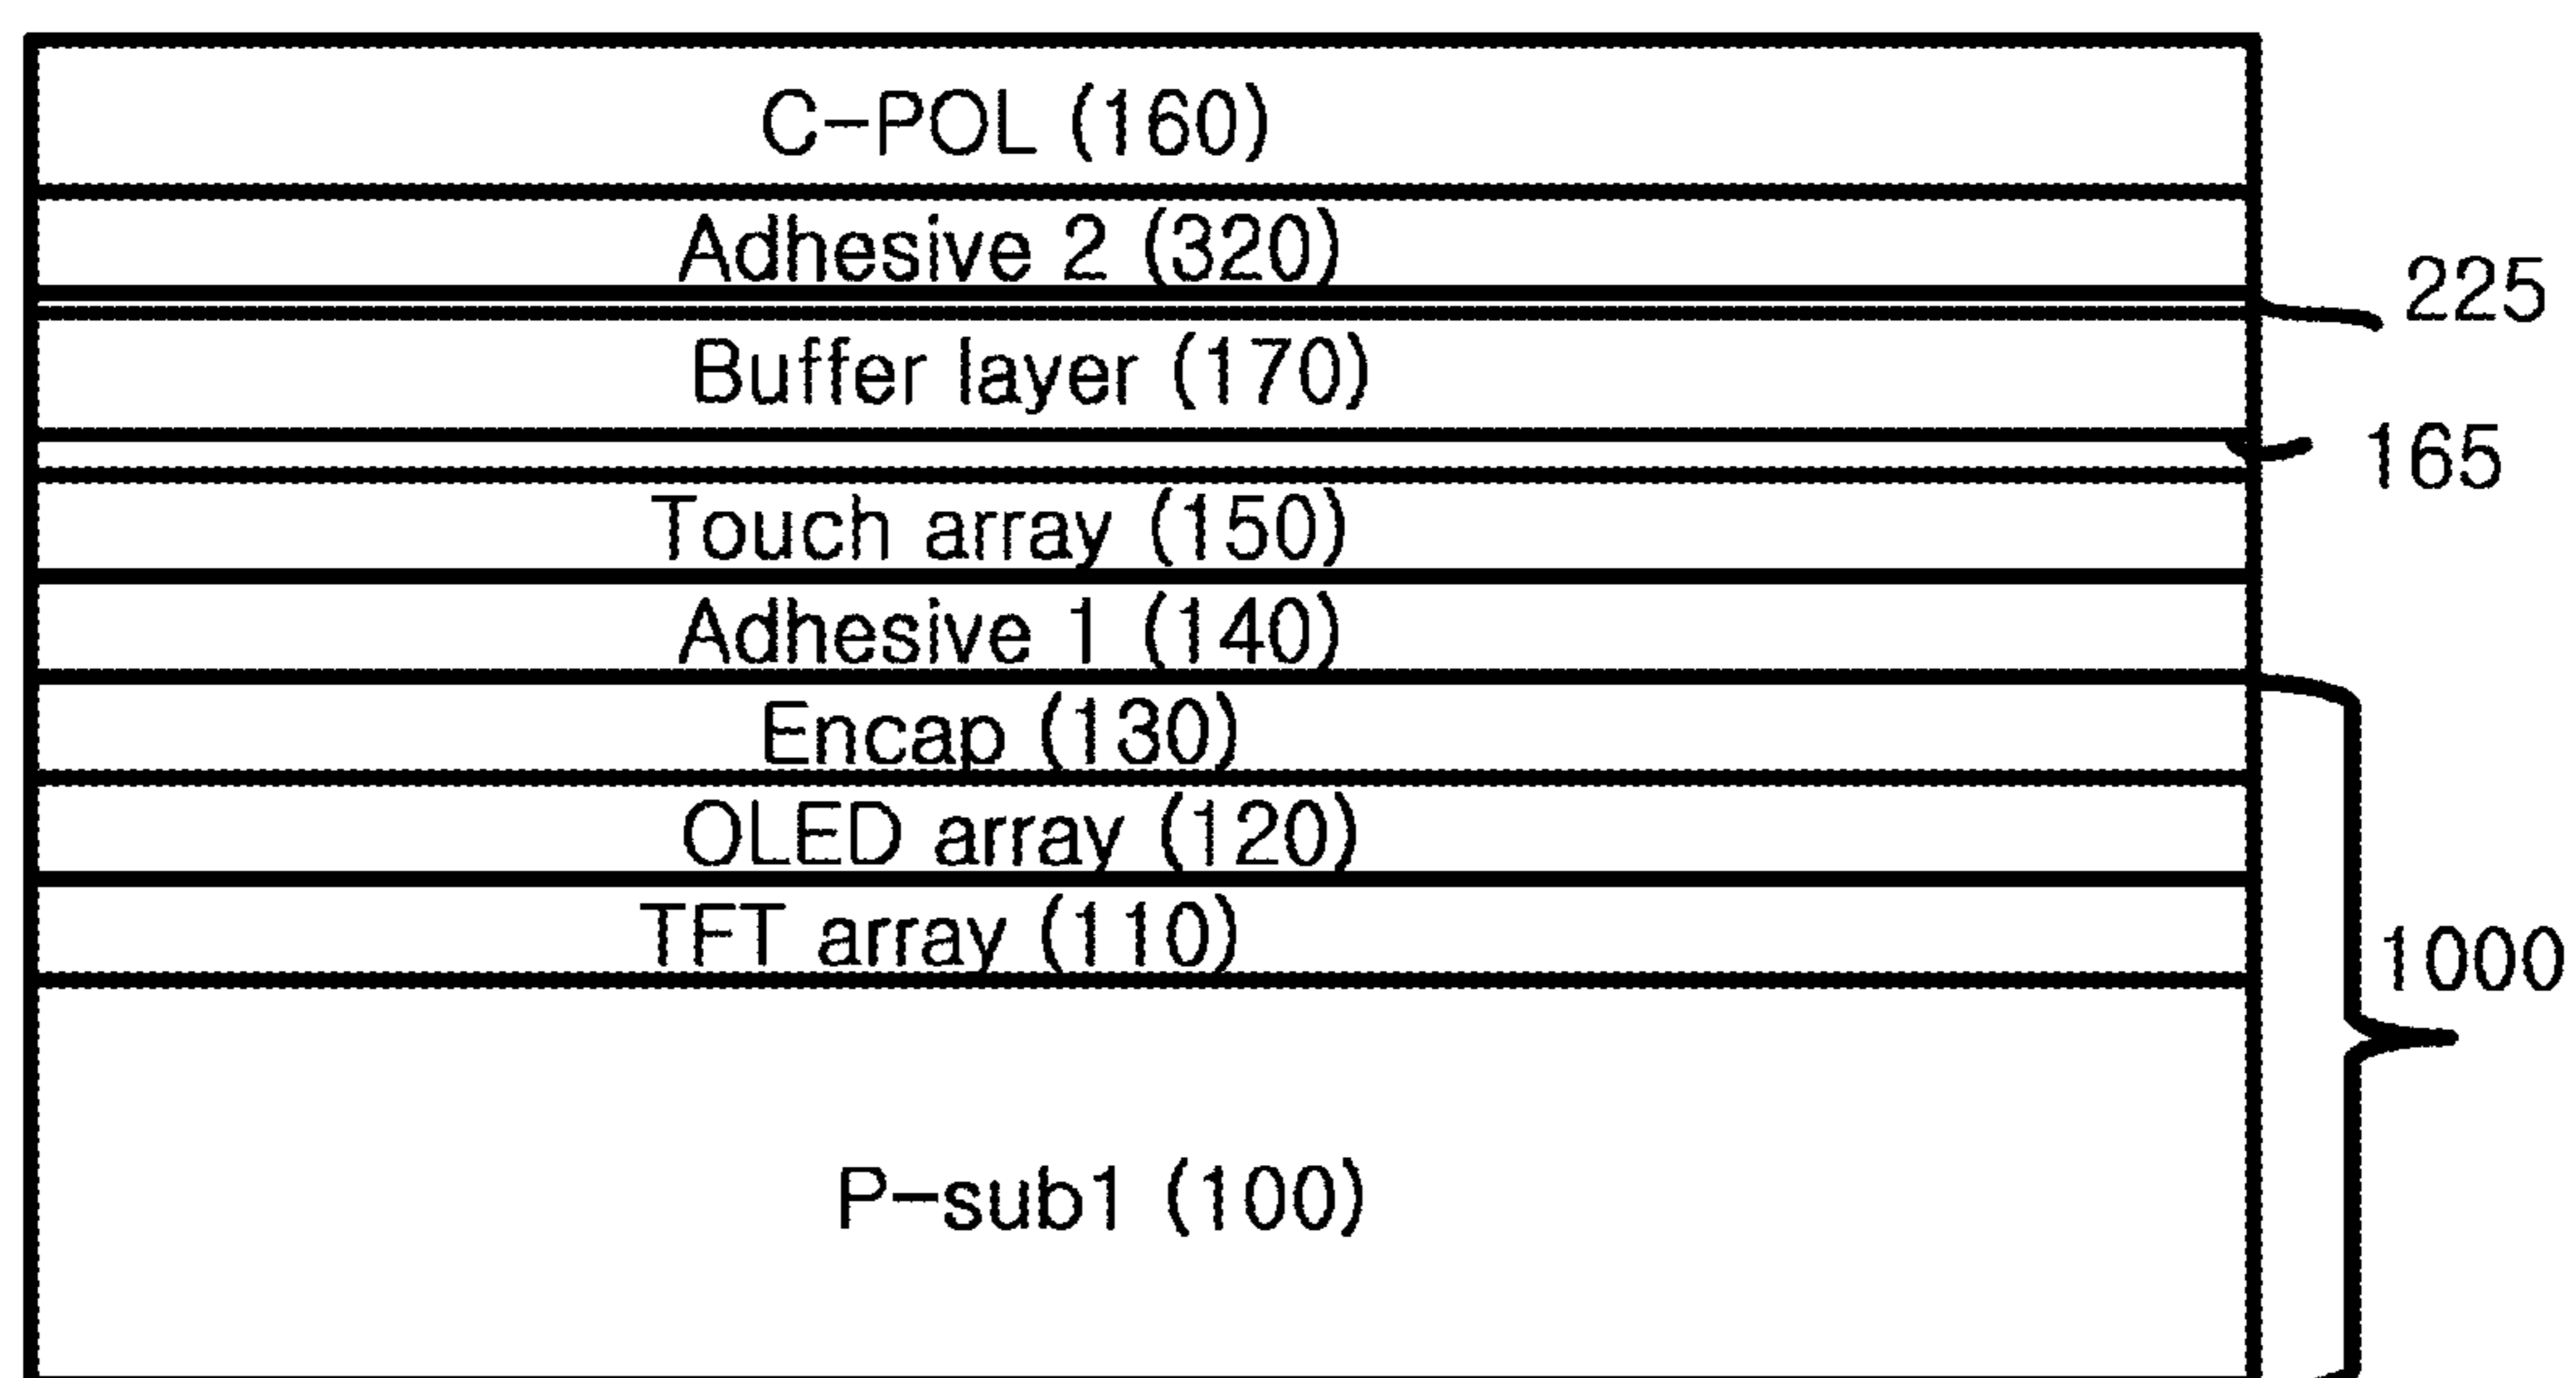 C-POL (160)
Adhesive 2 (320)
225
Buffer layer (170)
165
Touch array (150)
Adhesive 1 (140)
Encap (130)
OLED array (120)
TFT array (110)
1000
P-sub1 (100)